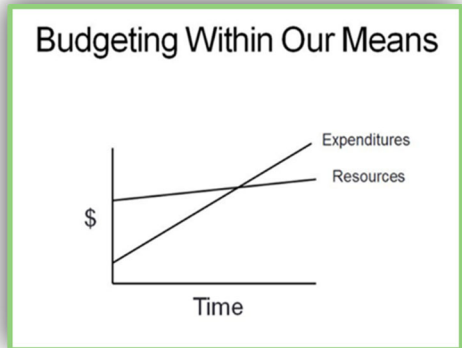 Budgeting Within Our Means
Expenditures
Resources
$
Time